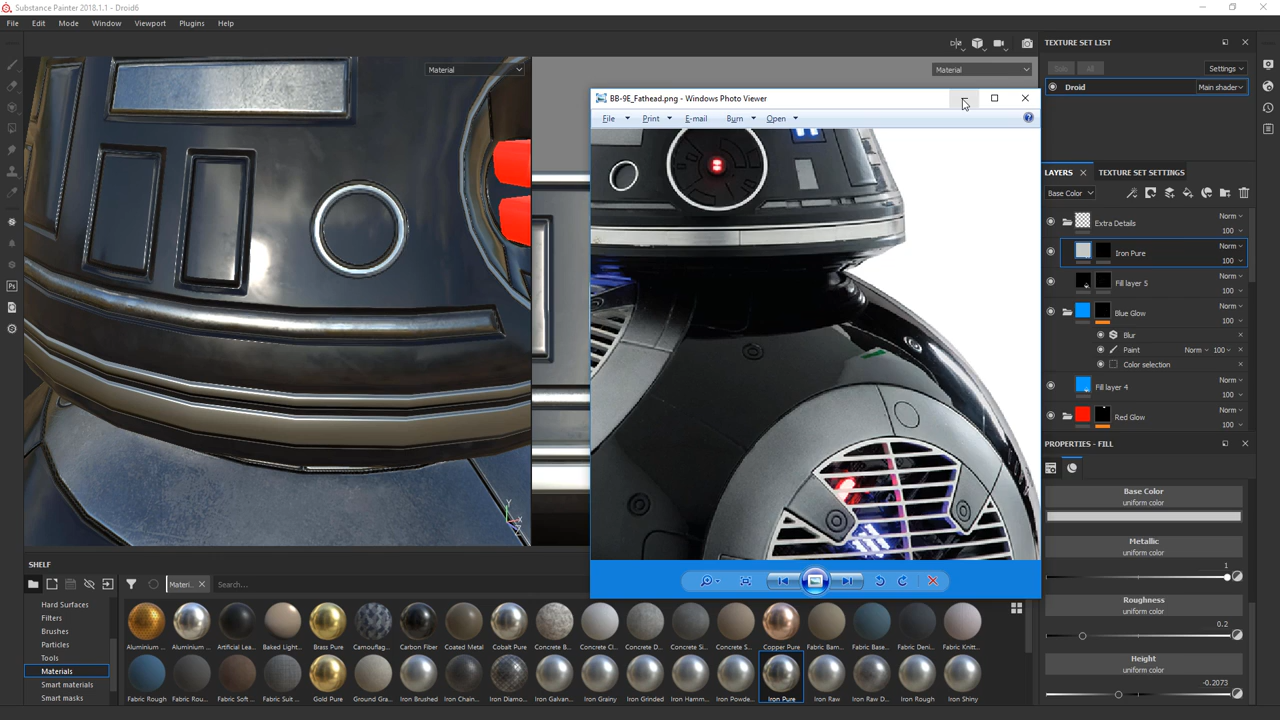 Substance Painter 2018.1.1 - Droid6
File Edit Mode Window Viewport Plugins Help
Material
Material
BB-9E_Fathead.png - Windows Photo Viewer
File Print E-mail Burn Open
TEXTURE SET LIST
Solo All Settings
Droid Main shader
LAYERS TEXTURE SET SETTINGS
Base Color
Extra Details Norm 100
Iron Pure Norm 100
Fill layer 5 Norm 100
Blue Glow Norm 100
Blur
Paint Norm 100
Color selection
Fill layer 4 Norm 100
Red Glow Norm 100
PROPERTIES - FILL
Base Color
uniform color
Metallic
uniform color
1
Roughness
uniform color
0.2
Height
uniform color
-0.2073
Y
X
SHELF
Materi... Search...
Hard Surfaces
Filters
Brushes
Particles
Tools
Materials
Smart materials
Smart masks
Aluminium ... Aluminium ... Artificial Lea... Baked Light... Brass Pure Camouflag... Carbon Fiber Coated Metal Cobalt Pure Concrete B... Concrete Cl... Concrete D... Concrete Si... Concrete S... Copper Pure Fabric Bam... Fabric Base... Fabric Deni... Fabric Knitt...
Fabric Rough Fabric Rough Fabric Soft ... Fabric Suit ... Gold Pure Ground Gra... Iron Brushed Iron Chain... Iron Diamo... Iron Galvan... Iron Grainy Iron Grinded Iron Hamm... Iron Powde... Iron Pure Iron Raw Iron Raw D... Iron Rough Iron Shiny